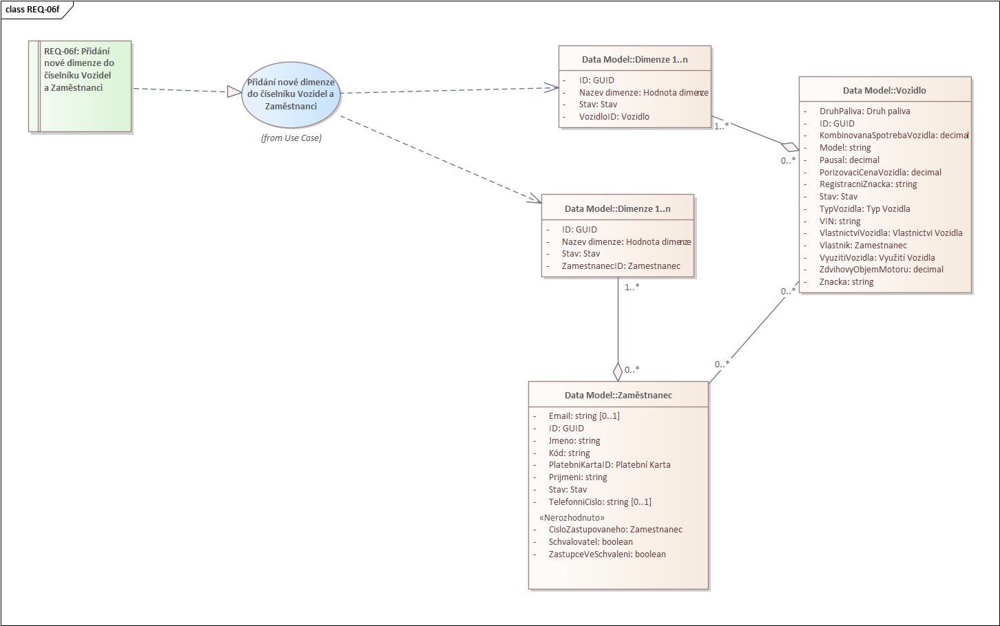 class REQ-06f
REQ-06f: Přidání
nové dimenze do
číselníku Vozidel
a Zaměstnanci
Přidání nové dimenze
do číselníku Vozidel a
Zaměstnanci
(from Use Case)
Data Model::Dimenze 1..n
- ID: GUID
- Nazev dimenze: Hodnota dimenze
- Stav: Stav
- VozidloID: Vozidlo
1..*
0..*
Data Model::Vozidlo
- DruhPaliva: Druh paliva
- ID: GUID
- KombinovanaSpotrebaVozidla: decimal
- Model: string
- Pausal: decimal
- PorizovaciCenaVozidla: decimal
- RegistracniZnacka: string
- Stav: Stav
- TypVozidla: Typ Vozidla
- VIN: string
- VlastnictviVozidla: Vlastnictvi Vozidla
- Vlastnik: Zamestnanec
- VyuzitiVozidla: Využití Vozidla
- ZdvihovyObjemMotoru: decimal
- Znacka: string
Data Model::Dimenze 1..n
- ID: GUID
- Nazev dimenze: Hodnota dimenze
- Stav: Stav
- ZamestnanecID: Zamestnanec
1..*
0..*
0..*
0..*
Data Model::Zaměstnanec
- Email: string [0..1]
- ID: GUID
- Jmeno: string
- Kód: string
- PlatebniKartaID: Platební Karta
- Prijmeni: string
- Stav: Stav
- TelefonniCislo: string [0..1]
«Nerozhodnuto»
- CisloZastupovaneho: Zamestnanec
- Schvalovatel: boolean
- ZastupceVeSchvaleni: boolean